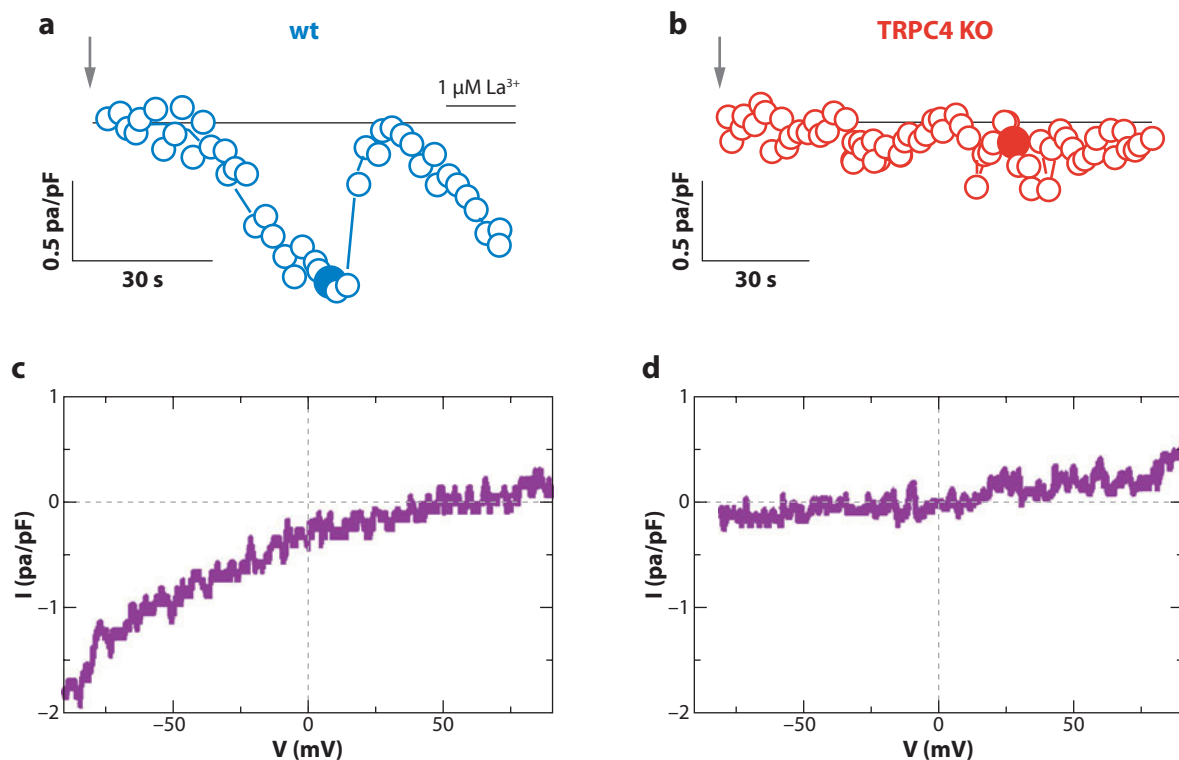 a
wt
1 μM La³⁺
0.5 pa/pF
30 s
b
TRPC4 KO
0.5 pa/pF
30 s
c
1
0
−1
−2
I (pa/pF)
−50
0
50
V (mV)
d
1
0
−1
−2
I (pa/pF)
−50
0
50
V (mV)